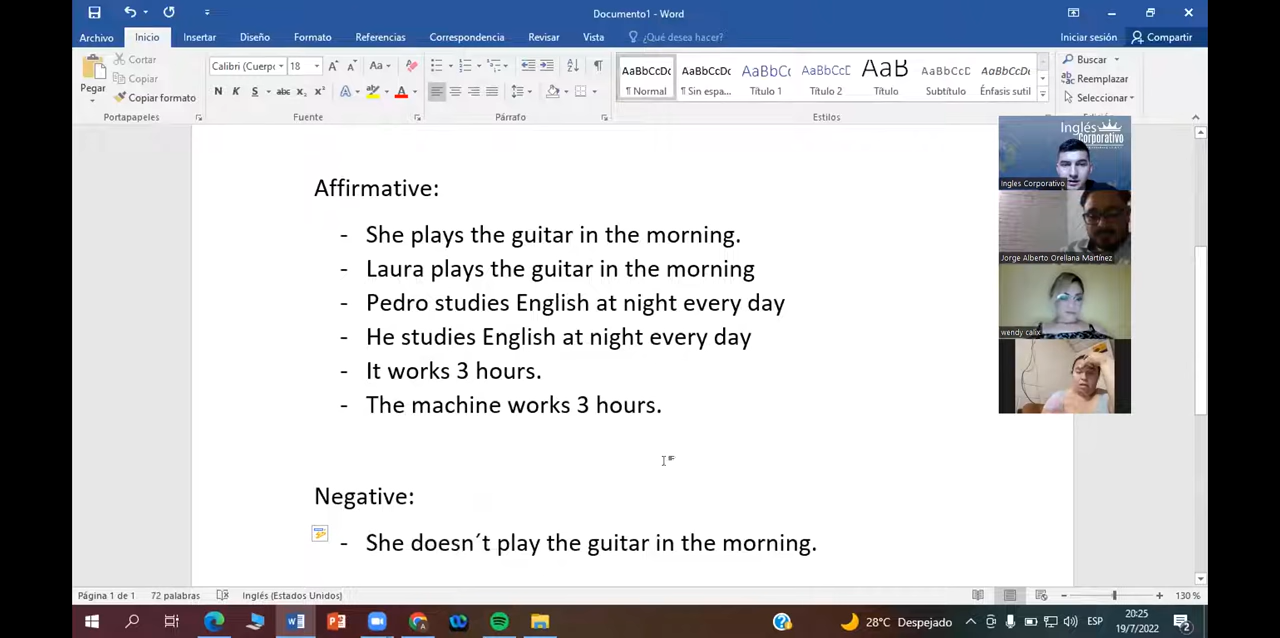 Documento1 - Word
Archivo Inicio Insertar Diseño Formato Referencias Correspondencia Revisar Vista ¿Qué desea hacer? Iniciar sesión Compartir
Pegar
Cortar
Copiar
Copiar formato
Portapapeles
Calibri (Cuerpo 18
Fuente
Párrafo
AaBbCcDc AaBbCcDc AaBbCc AaBbCcD AaB AaBbCcD AaBbCcDc
¶ Normal ¶ Sin espa... Título 1 Título 2 Título Subtítulo Énfasis sutil
Estilos
Buscar
Reemplazar
Seleccionar
Affirmative:
- She plays the guitar in the morning.
- Laura plays the guitar in the morning
- Pedro studies English at night every day
- He studies English at night every day
- It works 3 hours.
- The machine works 3 hours.
Negative:
- She doesn´t play the guitar in the morning.
Inglés
Corporativo
Ingles Corporativo
Jorge Alberto Orellana Martínez
wendy calix
Página 1 de 1 72 palabras Inglés (Estados Unidos) 130 %
28°C Despejado ESP
20:25
19/7/2022
2